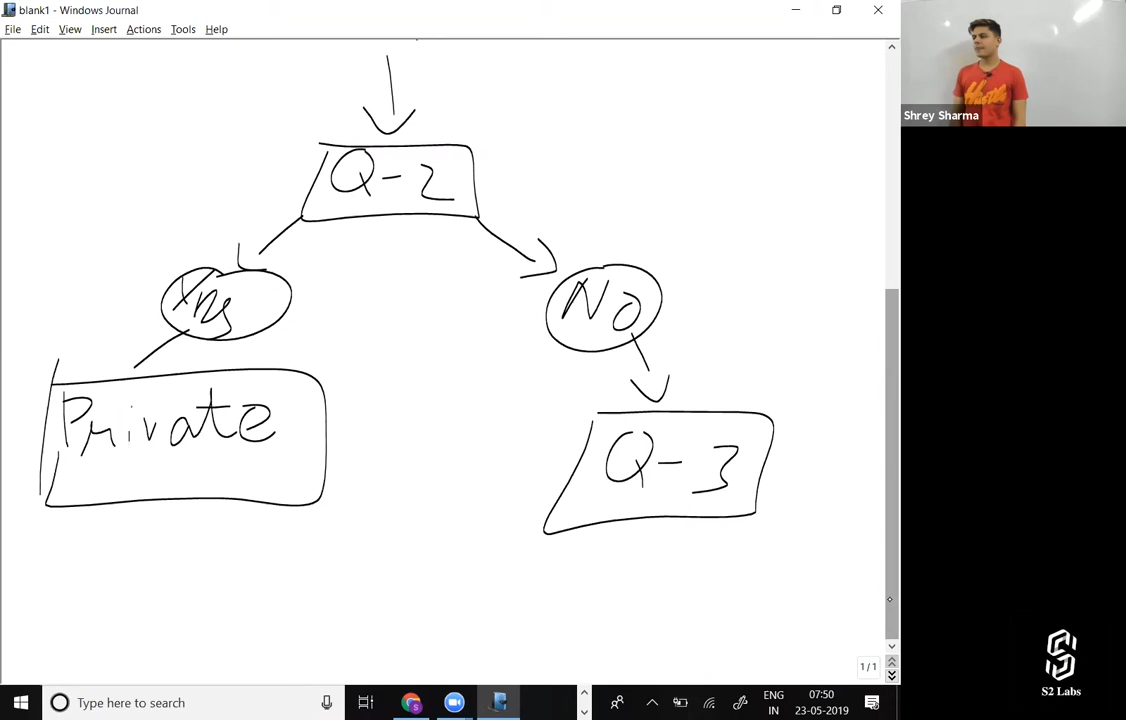 blank1 - Windows Journal
File Edit View Insert Actions Tools Help
Shrey Sharma
Hustle
Q-2
Yes
No
Private
Q-3
1/1
S2 Labs
Type here to search
ENG
IN
07:50
23-05-2019